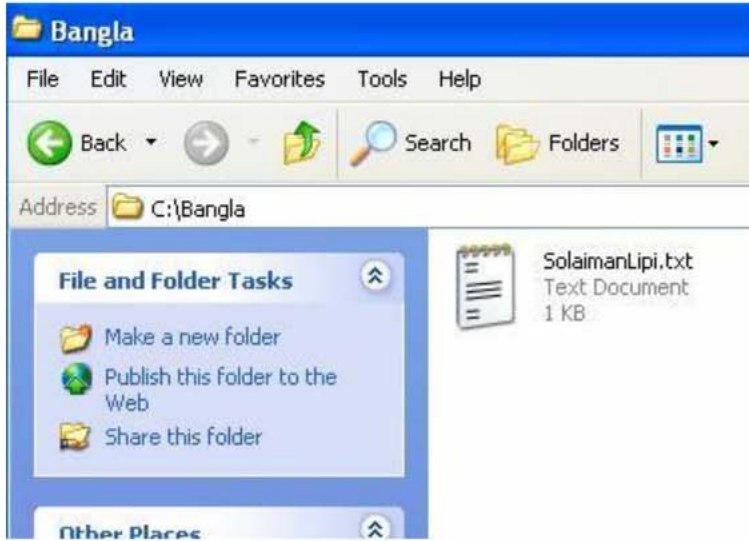 Bangla
File Edit View Favorites Tools Help
Back Search Folders
Address C:\Bangla
File and Folder Tasks
Make a new folder
Publish this folder to the
Web
Share this folder
Other Places
SolaimanLipi.txt
Text Document
1 KB